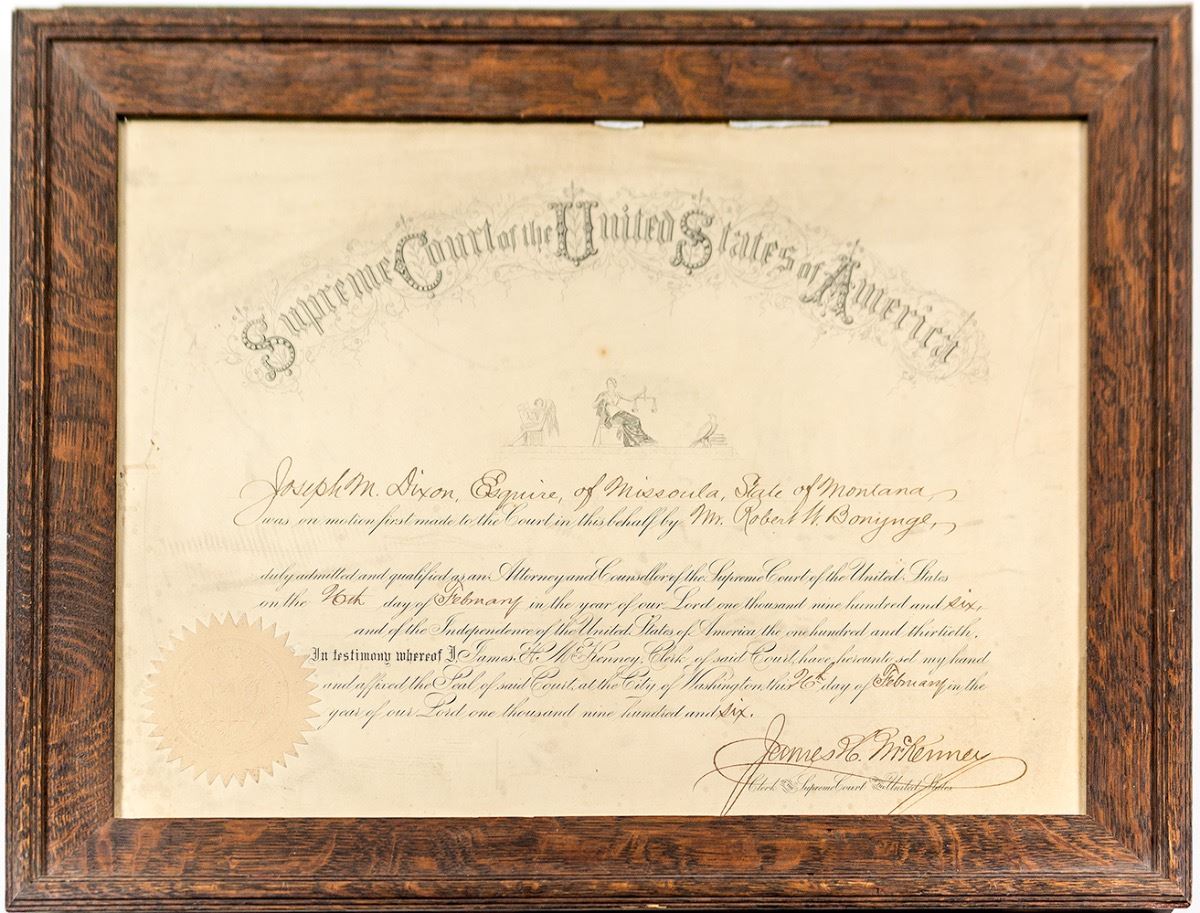 Supreme Court of the United States of America
Joseph M. Dixon, Esquire, of Missoula, State of Montana,
was, on motion first made to the Court in this behalf by Mr. Robert W. Bonynge,
duly admitted and qualified as an Attorney and Counsellor of the Supreme Court of the United States
on the 26th day of February in the year of our Lord one thousand nine hundred and six,
and of the Independence of the United States of America the one hundred and thirtieth.
In testimony whereof I, James H. McKenney, Clerk of said Court, have hereunto set my hand
and affixed the Seal of said Court, at the City of Washington, this 26th day of February in the
year of our Lord one thousand nine hundred and six.
James H. McKenney
Clerk of the Supreme Court of the United States